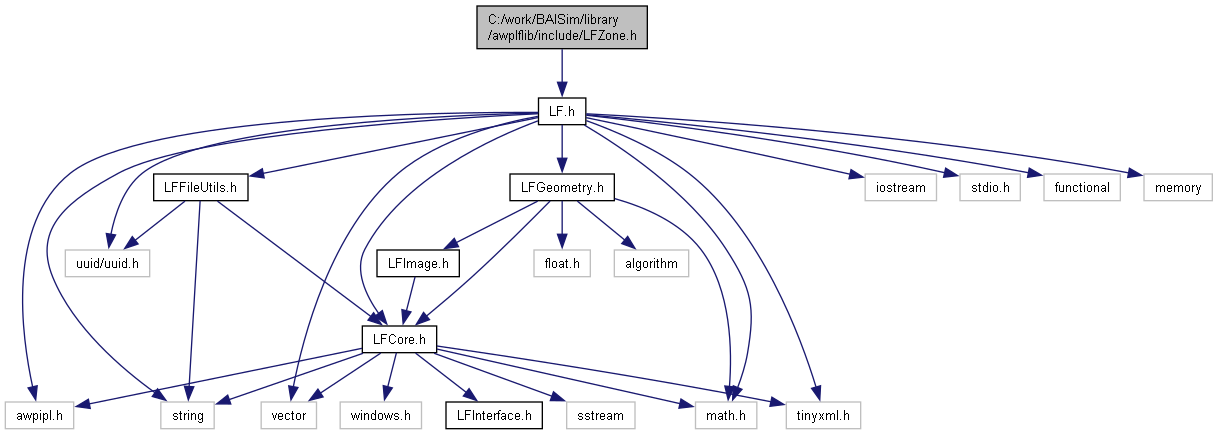 C:/work/BAISim/library
/awplflib/include/LFZone.h
LF.h
LFFileUtils.h
LFGeometry.h
iostream
stdio.h
functional
memory
uuid/uuid.h
LFImage.h
float.h
algorithm
LFCore.h
awpipl.h
string
vector
windows.h
LFInterface.h
sstream
math.h
tinyxml.h